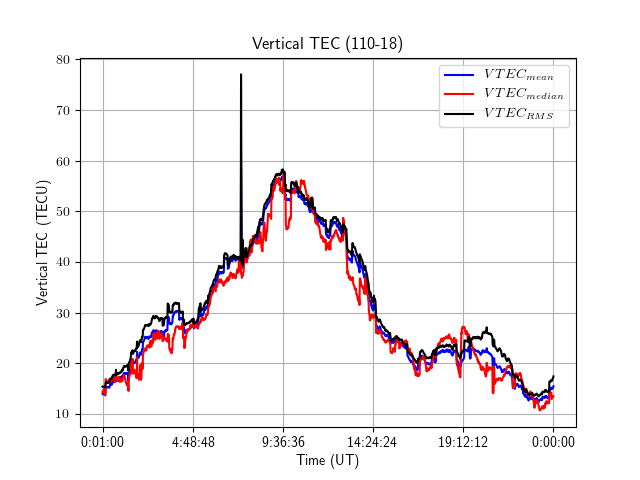 Vertical TEC (110-18)
80
70
60
50
40
30
20
10
Vertical TEC (TECU)
VTEC_mean
VTEC_median
VTEC_RMS
0:01:00 4:48:48 9:36:36 14:24:24 19:12:12 0:00:00
Time (UT)